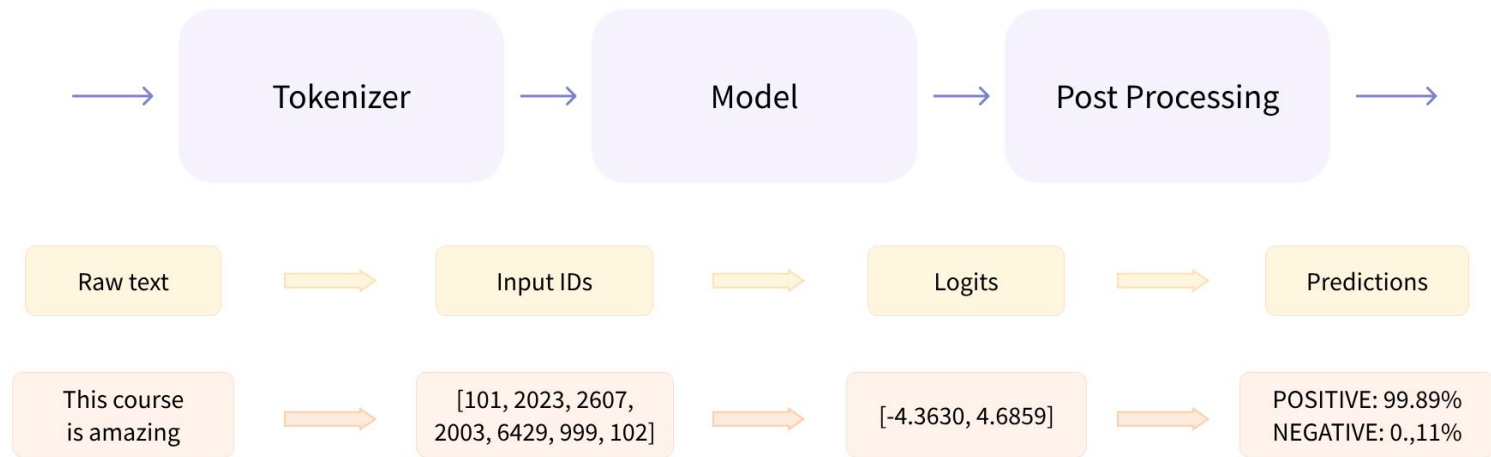 Tokenizer
Model
Post Processing
Raw text
Input IDs
Logits
Predictions
This course
is amazing
[101, 2023, 2607,
2003, 6429, 999, 102]
[-4.3630, 4.6859]
POSITIVE: 99.89%
NEGATIVE: 0.,11%